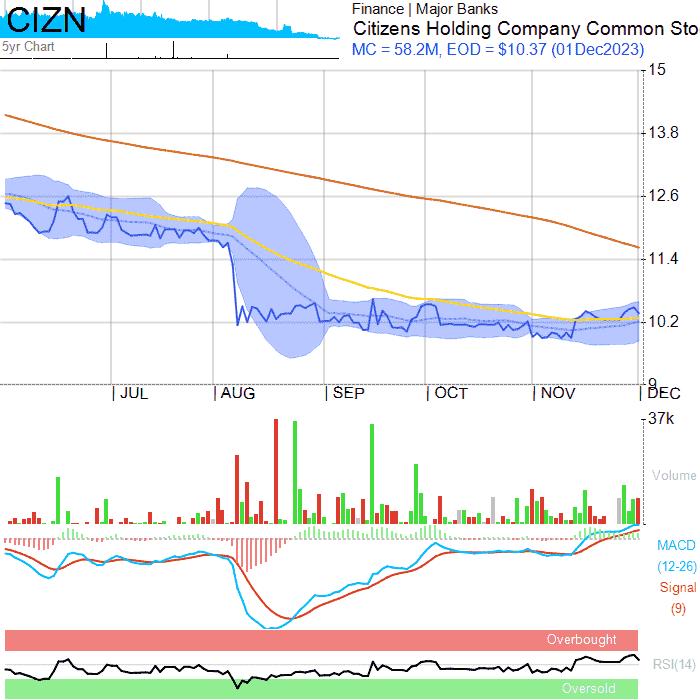 CIZN
5yr Chart
Finance | Major Banks
Citizens Holding Company Common Sto
MC = 58.2M, EOD = $10.37 (01Dec2023)
15
13.8
12.6
11.4
10.2
9
JUL AUG SEP OCT NOV DEC
37k
Volume
MACD
(12-26)
Signal
(9)
Overbought
RSI(14)
Oversold